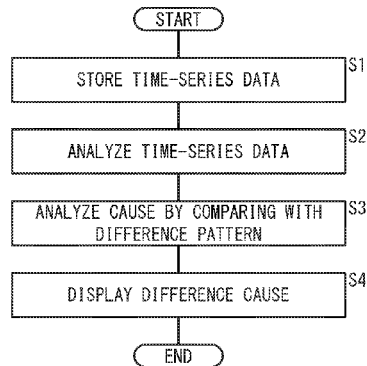 START
S1
STORE TIME-SERIES DATA
S2
ANALYZE TIME-SERIES DATA
S3
ANALYZE CAUSE BY COMPARING WITH
DIFFERENCE PATTERN
S4
DISPLAY DIFFERENCE CAUSE
END